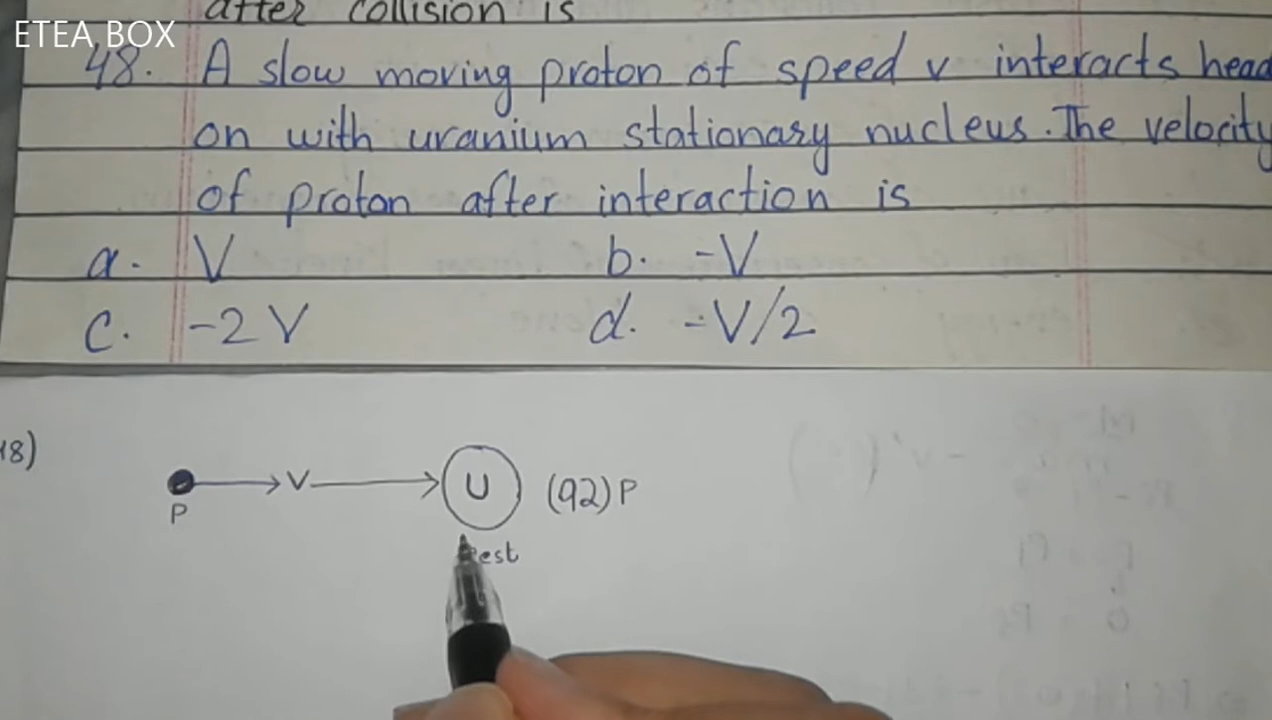 after collision is
ETEA BOX
48. A slow moving proton of speed v interacts head
on with uranium stationary nucleus. The velocity
of proton after interaction is
a. V b. -V
c. -2V d. -V/2
18)
V U (92)P
P
Rest